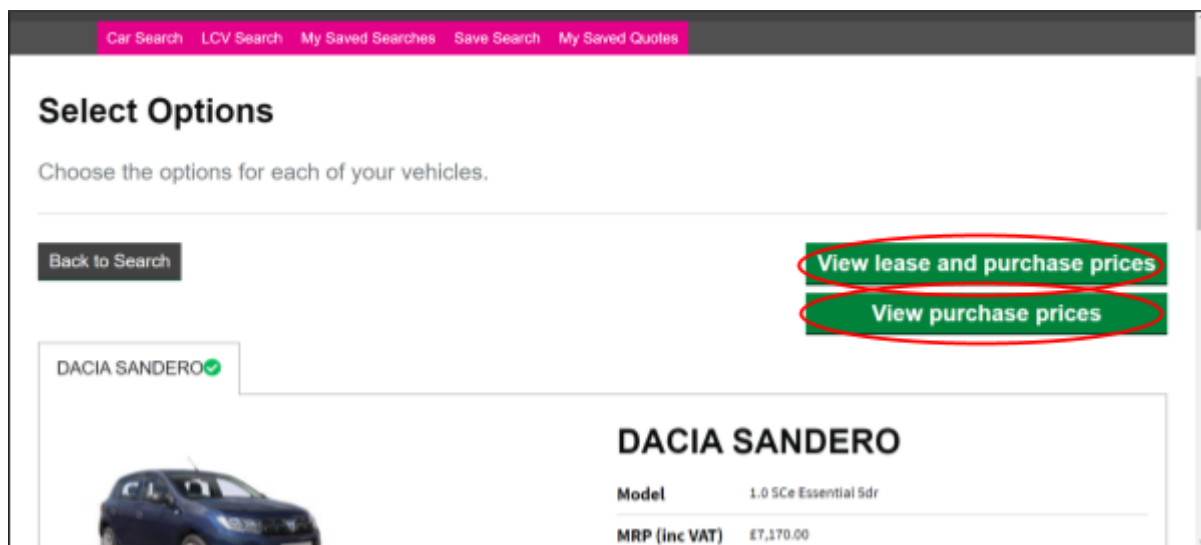 Car Search LCV Search My Saved Searches Save Search My Saved Quotes
Select Options
Choose the options for each of your vehicles.
Back to Search
View lease and purchase prices
View purchase prices
DACIA SANDERO
DACIA SANDERO
Model 1.0 SCe Essential 5dr
MRP (inc VAT) £7,170.00